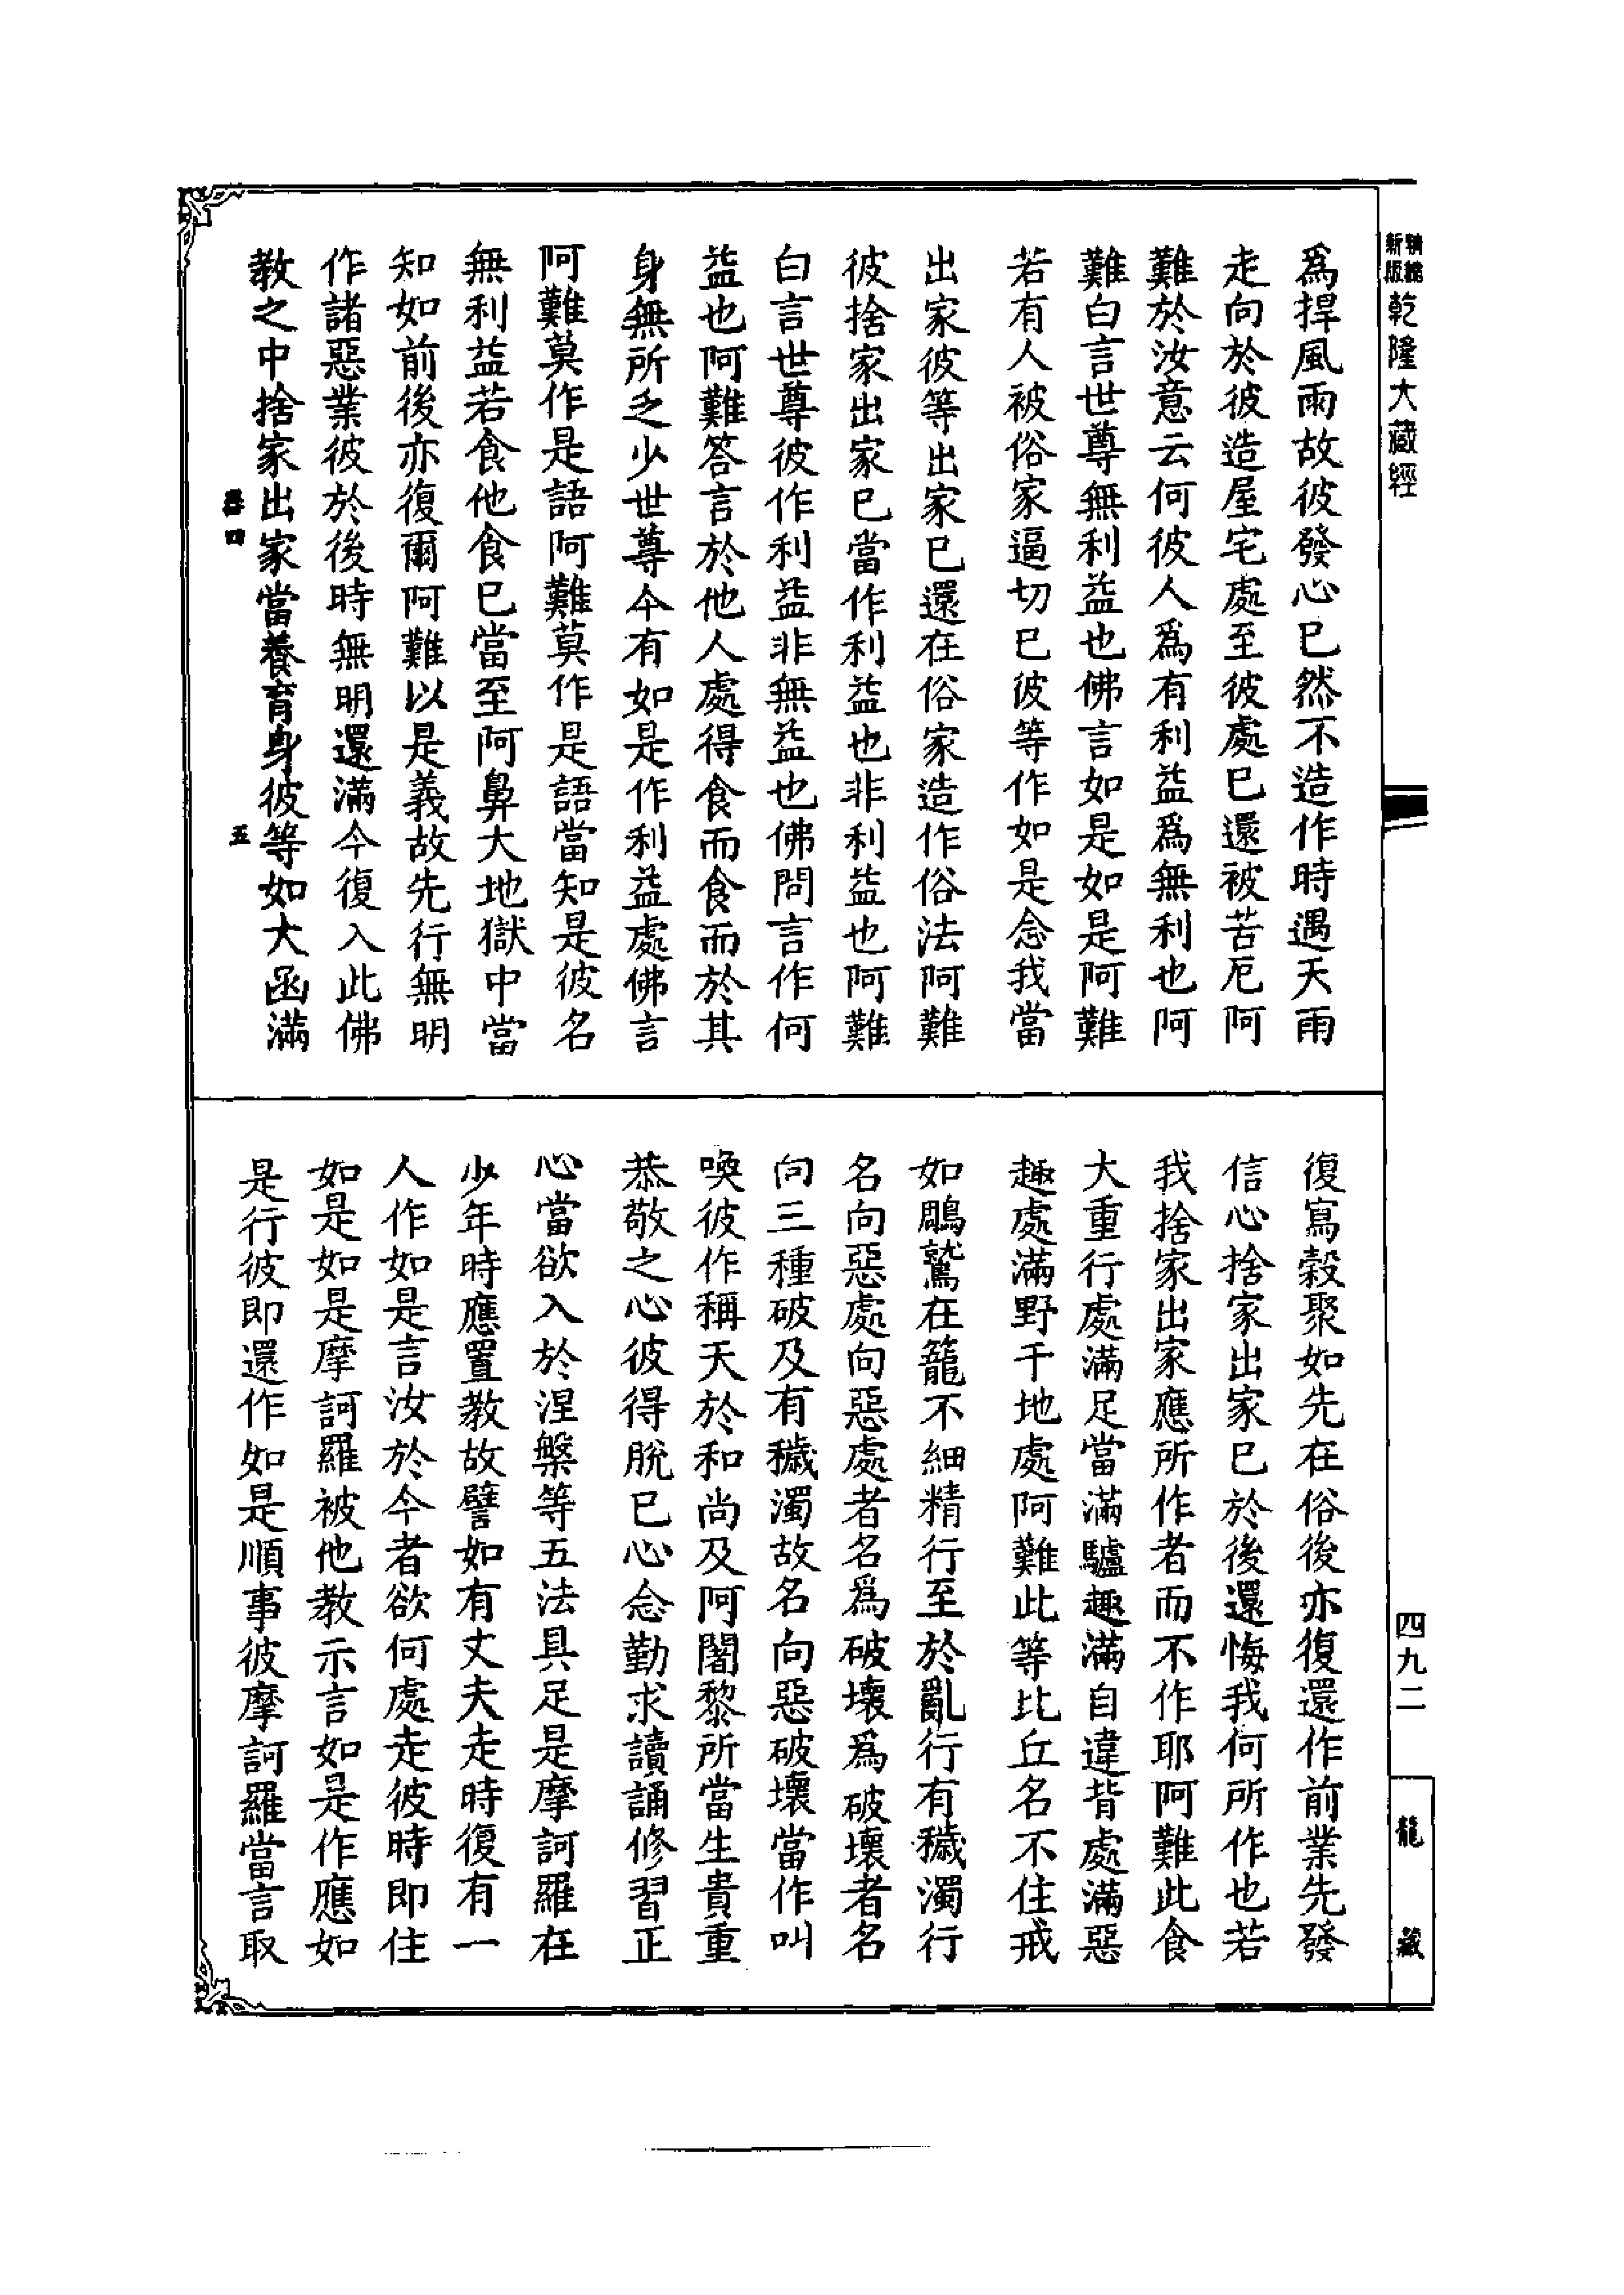 新版精縮乾隆大藏經
四九二
龍藏
爲捍風雨故彼發心已然不造作時遇天雨
走向於彼造屋宅處至彼處已還被苦厄阿
難於汝意云何彼人爲有利益爲無利也阿
難白言世尊無利益也佛言如是如是阿難
若有人被俗家逼切已彼等作如是念我當
出家彼等出家已還在俗家造作俗法阿難
彼捨家出家已當作利益也非利益也阿難
白言世尊彼作利益非無益也佛問言作何
益也阿難答言於他人處得食而食而於其
身無所乏少世尊今有如是作利益處佛言
阿難莫作是語阿難莫作是語當知是彼名
無利益若食他食已當至阿鼻大地獄中當
知如前後亦復爾阿難以是義故先行無明
作諸惡業彼於後時無明還滿今復入此佛
教之中捨家出家當養育身彼等如大函滿
卷四
五
復寫穀聚如先在俗後亦復還作前業先發
信心捨家出家已於後還悔我何所作也若
我捨家出家應所作者而不作耶阿難此食
大重行處滿足當滿驢趣滿自違背處滿惡
趣處滿野干地處阿難此等比丘名不住戒
如鵰鷲在籠不細精行至於亂行有穢濁行
名向惡處向惡處者名爲破壞爲破壞者名
向三種破及有穢濁故名向惡破壞當作叫
喚彼作稱天於和尚及阿闍黎所當生貴重
恭敬之心彼得脫已心念勤求讀誦修習正
心當欲入於涅槃等五法具足是摩訶羅在
少年時應置教故譬如有丈夫走時復有一
人作如是言汝於今者欲何處走彼時即住
如是如是摩訶羅被他教示言如是作應如
是行彼即還作如是順事彼摩訶羅當言取